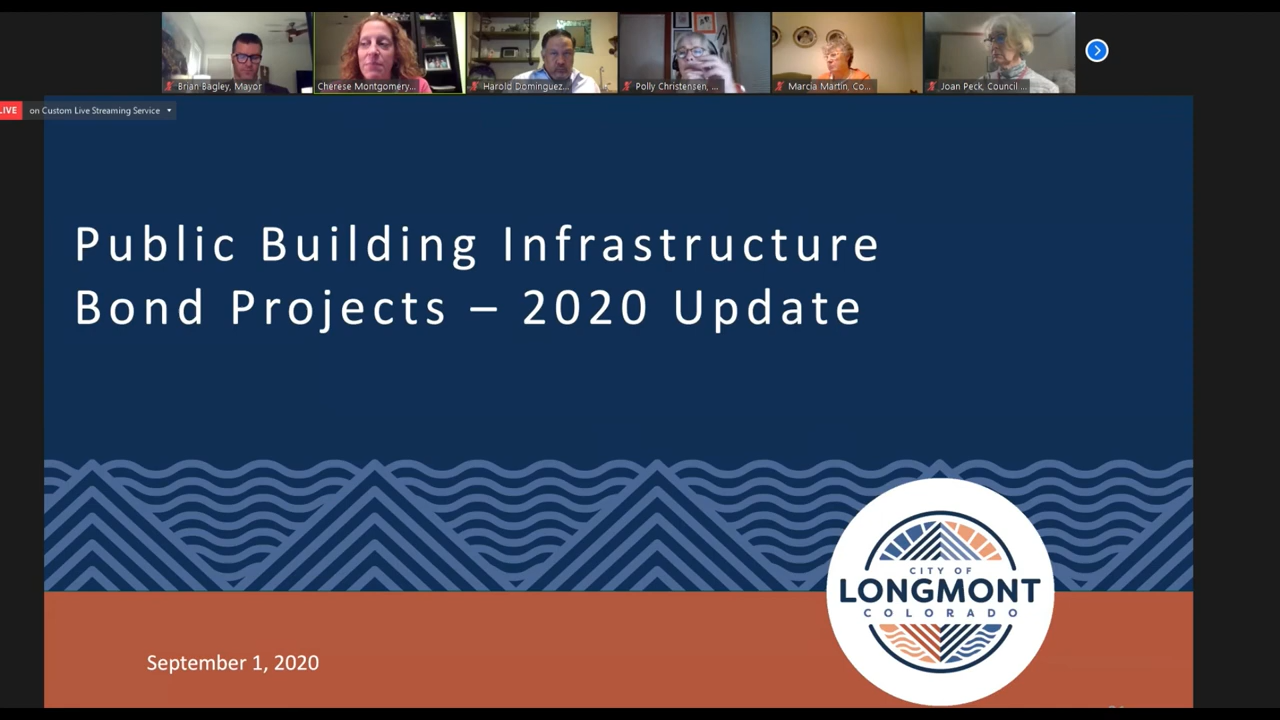 Brian Bagley, Mayor
Cherese Montgomery...
Harold Dominguez...
Polly Christensen, ...
Marcia Martin, Co...
Joan Peck, Council ...
LIVE
on Custom Live Streaming Service
Public Building Infrastructure
Bond Projects – 2020 Update
CITY OF
LONGMONT
COLORADO
September 1, 2020